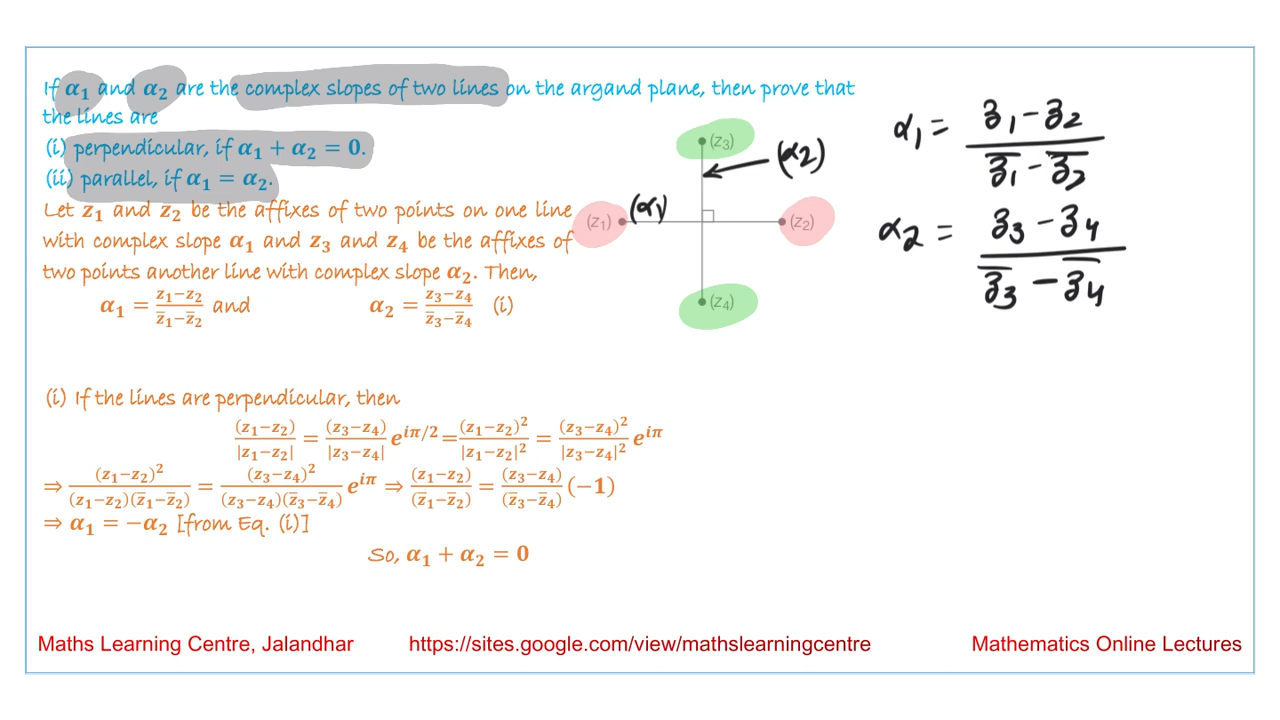 If α₁ and α₂ are the complex slopes of two lines on the argand plane, then prove that
the lines are
(i) perpendicular, if α₁ + α₂ = 0.
(ii) parallel, if α₁ = α₂.
Let z₁ and z₂ be the affixes of two points on one line
with complex slope α₁ and z₃ and z₄ be the affixes of
two points another line with complex slope α₂. Then,
α₁ = (z₁−z₂)/(z̄₁−z̄₂) and α₂ = (z₃−z₄)/(z̄₃−z̄₄) (i)
(z₃)
(α2)
(z₁) (α1) (z₂)
(z₄)
α₁ = (z₁ − z₂)/(z̄₁ − z̄₂)
α₂ = (z₃ − z₄)/(z̄₃ − z̄₄)
(i) If the lines are perpendicular, then
(z₁−z₂)/|z₁−z₂| = (z₃−z₄)/|z₃−z₄| e^{iπ/2} = (z₁−z₂)²/|z₁−z₂|² = (z₃−z₄)²/|z₃−z₄|² e^{iπ}
⇒ (z₁−z₂)²/(z₁−z₂)(z̄₁−z̄₂) = (z₃−z₄)²/(z₃−z₄)(z̄₃−z̄₄) e^{iπ} ⇒ (z₁−z₂)/(z̄₁−z̄₂) = (z₃−z₄)/(z̄₃−z̄₄) (−1)
⇒ α₁ = −α₂ [from Eq. (i)]
So, α₁ + α₂ = 0
Maths Learning Centre, Jalandhar https://sites.google.com/view/mathslearningcentre Mathematics Online Lectures